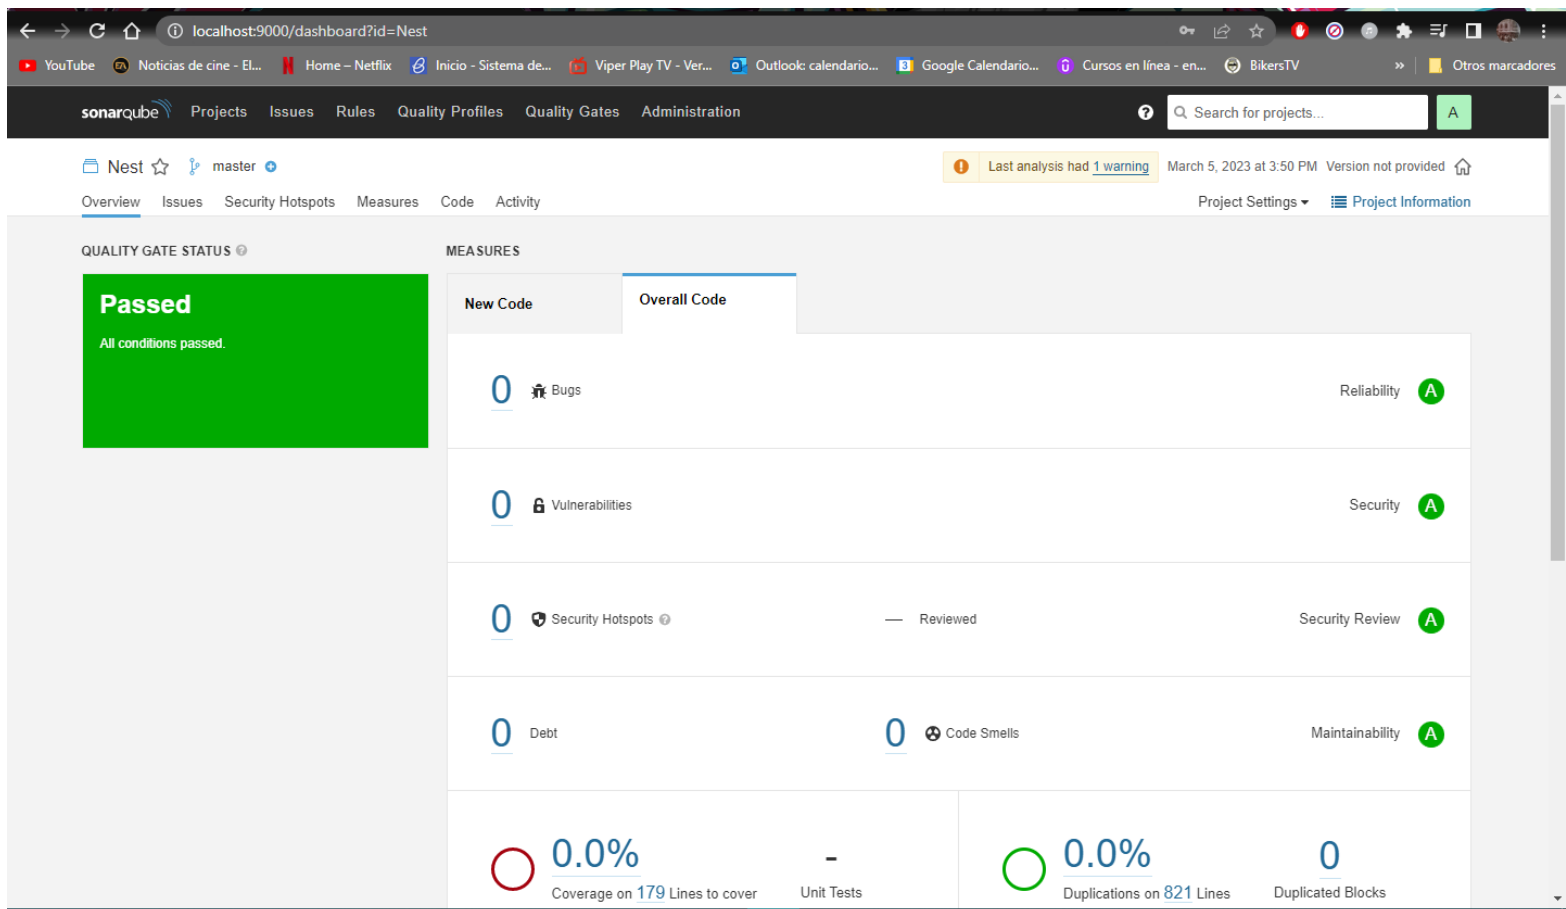 localhost:9000/dashboard?id=Nest
YouTube Noticias de cine - El... Home – Netflix Inicio - Sistema de... Viper Play TV - Ver... Outlook: calendario... Google Calendario... Cursos en línea - en... BikersTV » Otros marcadores
sonarqube Projects Issues Rules Quality Profiles Quality Gates Administration Search for projects... A
Nest master Last analysis had 1 warning March 5, 2023 at 3:50 PM Version not provided
Overview Issues Security Hotspots Measures Code Activity Project Settings Project Information
QUALITY GATE STATUS
MEASURES
Passed
All conditions passed.
New Code
Overall Code
0 Bugs Reliability A
0 Vulnerabilities Security A
0 Security Hotspots — Reviewed Security Review A
0 Debt 0 Code Smells Maintainability A
0.0% - 0.0% 0
Coverage on 179 Lines to cover Unit Tests Duplications on 821 Lines Duplicated Blocks